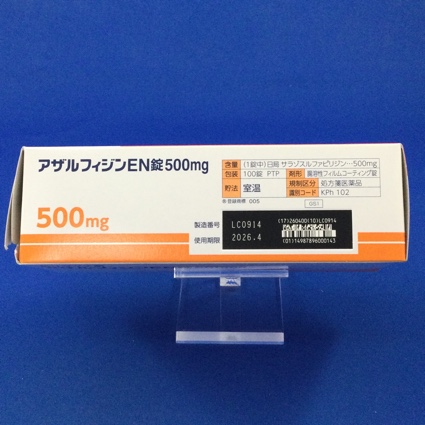 アザルフィジンEN錠500mg
500mg
含量 (1錠中)日局 サラゾスルファピリジン…500mg
包装 100錠 PTP 剤形 腸溶性フィルムコーティング錠
貯法 室温 規制区分 処方箋医薬品
識別コード KPh 102
GS1
製造番号 LC0914
使用期限 2026.4
(17)260400(10)LC0914
(01)14987896000143